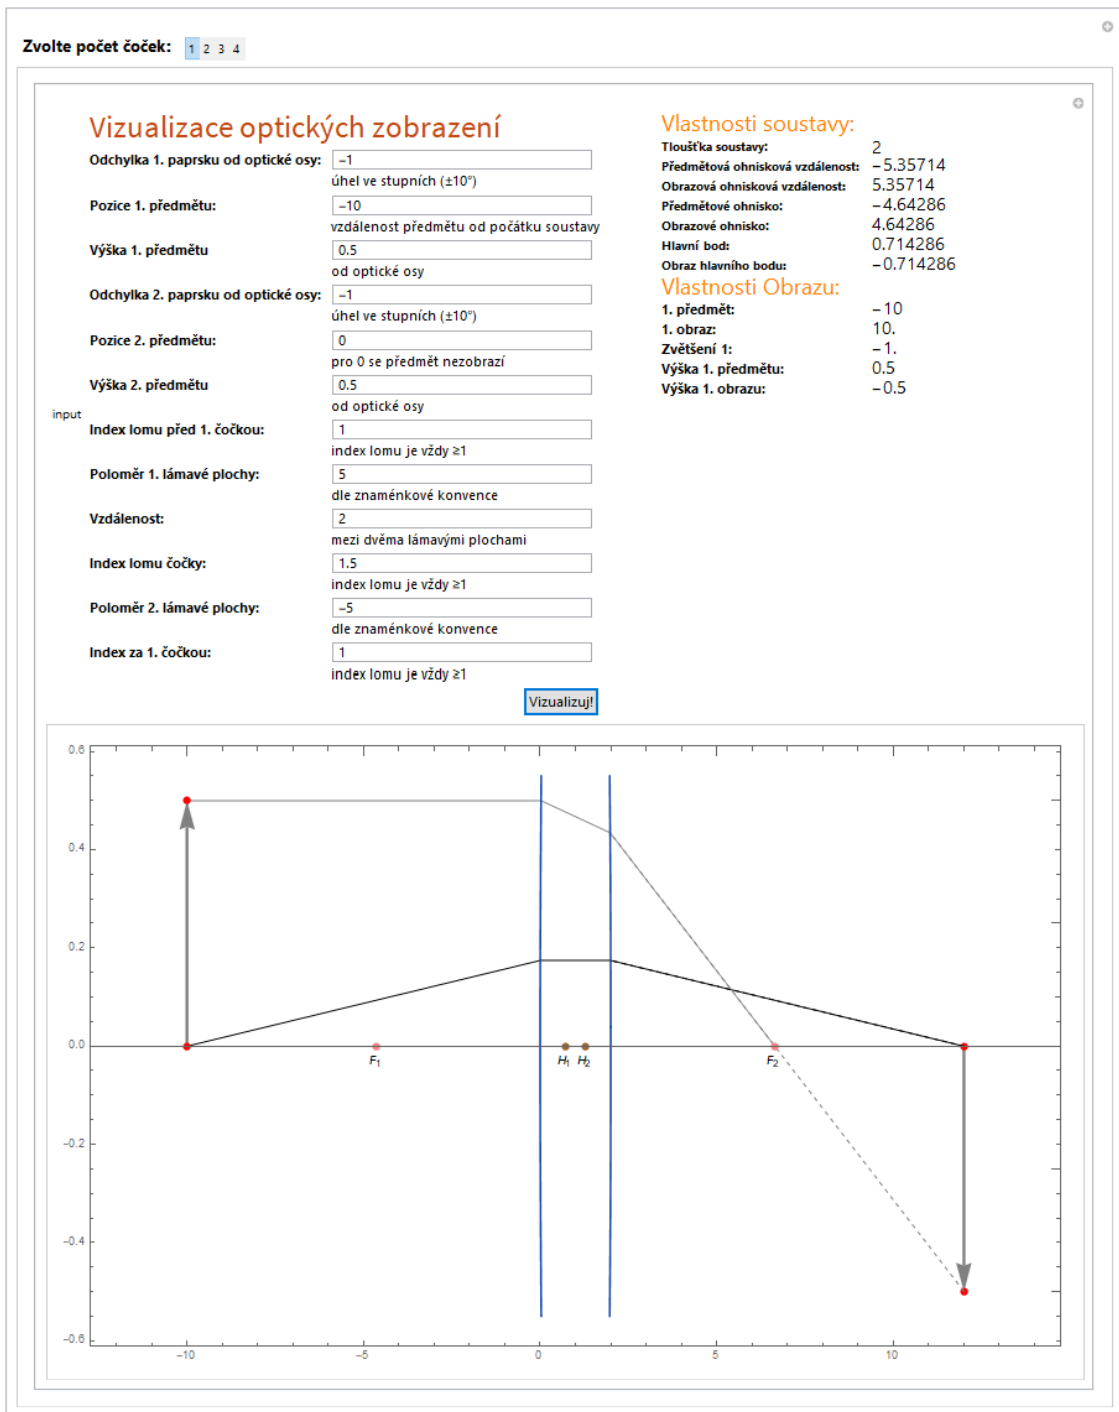 Zvolte počet čoček: 1 2 3 4
Vizualizace optických zobrazení
Odchylka 1. paprsku od optické osy: −1
úhel ve stupních (±10°)
Pozice 1. předmětu: −10
vzdálenost předmětu od počátku soustavy
Výška 1. předmětu 0.5
od optické osy
Odchylka 2. paprsku od optické osy: −1
úhel ve stupních (±10°)
Pozice 2. předmětu: 0
pro 0 se předmět nezobrazí
Výška 2. předmětu 0.5
od optické osy
input
Index lomu před 1. čočkou: 1
index lomu je vždy ≥1
Poloměr 1. lámavé plochy: 5
dle znaménkové konvence
Vzdálenost: 2
mezi dvěma lámavými plochami
Index lomu čočky: 1.5
index lomu je vždy ≥1
Poloměr 2. lámavé plochy: −5
dle znaménkové konvence
Index za 1. čočkou: 1
index lomu je vždy ≥1
Vizualizuj!
Vlastnosti soustavy:
Tloušťka soustavy: 2
Předmětová ohnisková vzdálenost: −5.35714
Obrazová ohnisková vzdálenost: 5.35714
Předmětové ohnisko: −4.64286
Obrazové ohnisko: 4.64286
Hlavní bod: 0.714286
Obraz hlavního bodu: −0.714286
Vlastnosti Obrazu:
1. předmět: −10
1. obraz: 10.
Zvětšení 1: −1.
Výška 1. předmětu: 0.5
Výška 1. obrazu: −0.5
0.6
0.4
0.2
0.0
F1 H1 H2 F2
−0.2
−0.4
−0.6
−10 −5 0 5 10